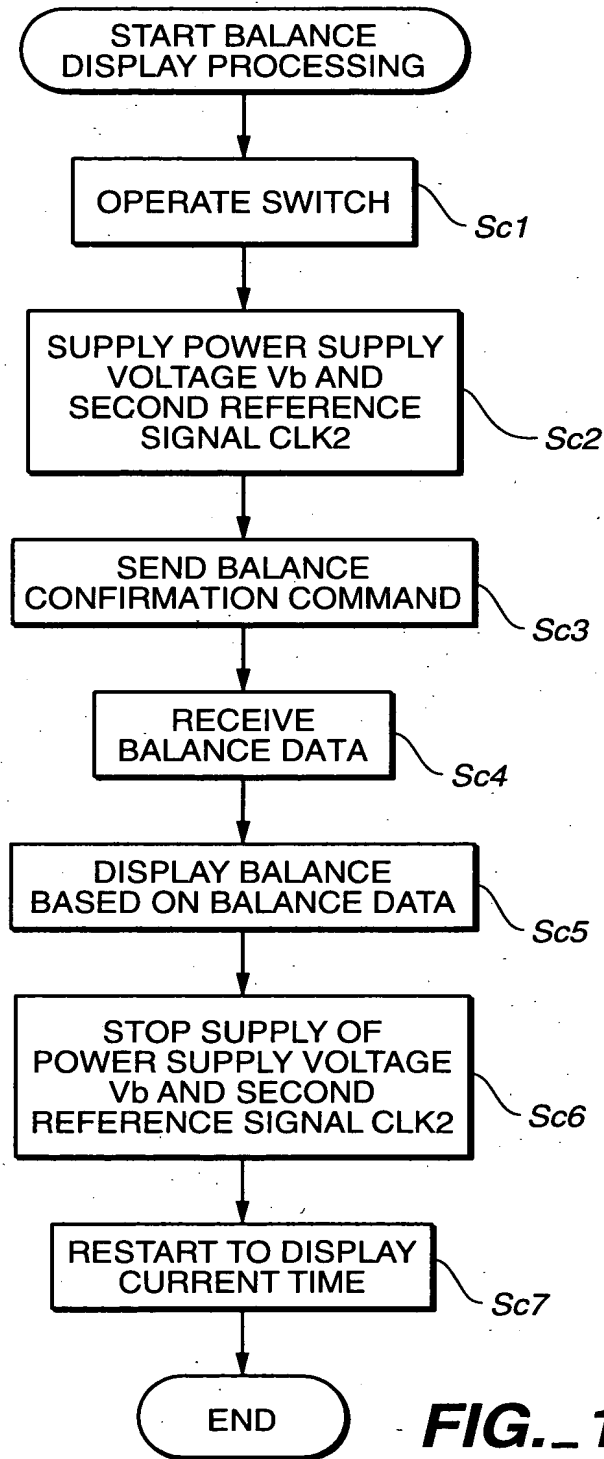 START BALANCE
DISPLAY PROCESSING
OPERATE SWITCH
Sc1
SUPPLY POWER SUPPLY
VOLTAGE Vb AND
SECOND REFERENCE
SIGNAL CLK2
Sc2
SEND BALANCE
CONFIRMATION COMMAND
Sc3
RECEIVE
BALANCE DATA
Sc4
DISPLAY BALANCE
BASED ON BALANCE DATA
Sc5
STOP SUPPLY OF
POWER SUPPLY VOLTAGE
Vb AND SECOND
REFERENCE SIGNAL CLK2
Sc6
RESTART TO DISPLAY
CURRENT TIME
Sc7
END
FIG._1